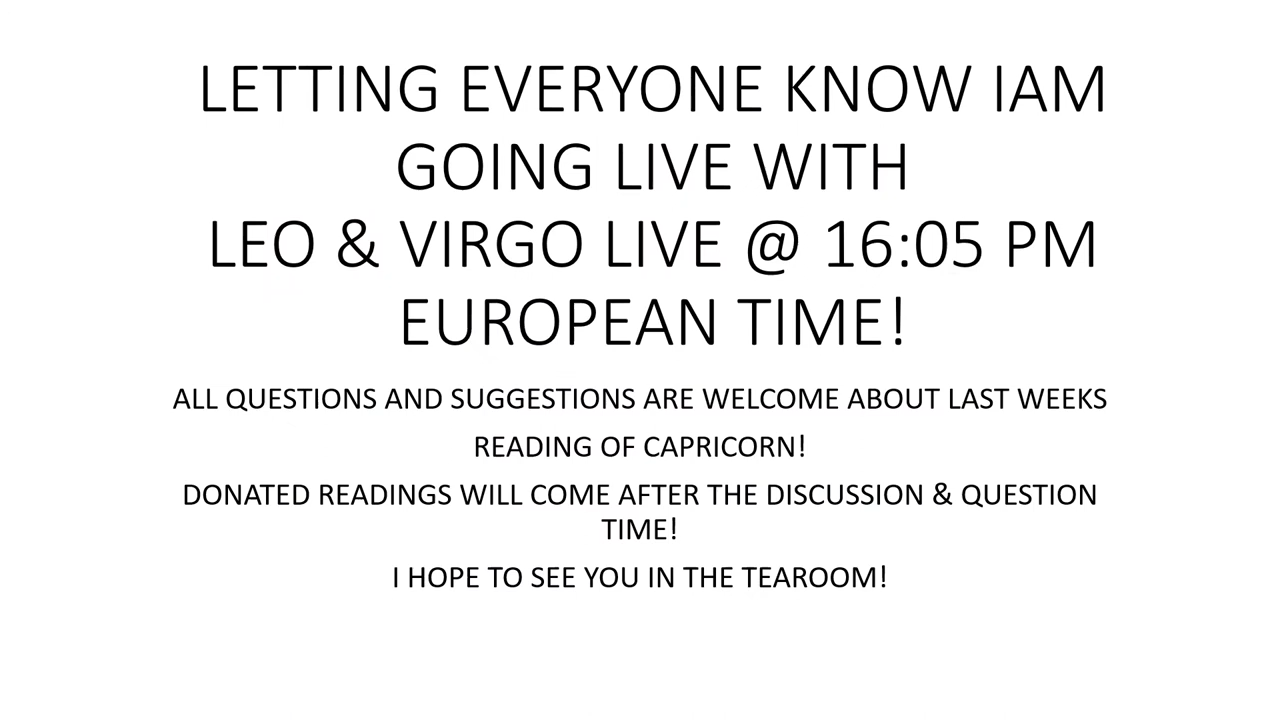 LETTING EVERYONE KNOW IAM
GOING LIVE WITH
LEO & VIRGO LIVE @ 16:05 PM
EUROPEAN TIME!
ALL QUESTIONS AND SUGGESTIONS ARE WELCOME ABOUT LAST WEEKS
READING OF CAPRICORN!
DONATED READINGS WILL COME AFTER THE DISCUSSION & QUESTION
TIME!
I HOPE TO SEE YOU IN THE TEAROOM!